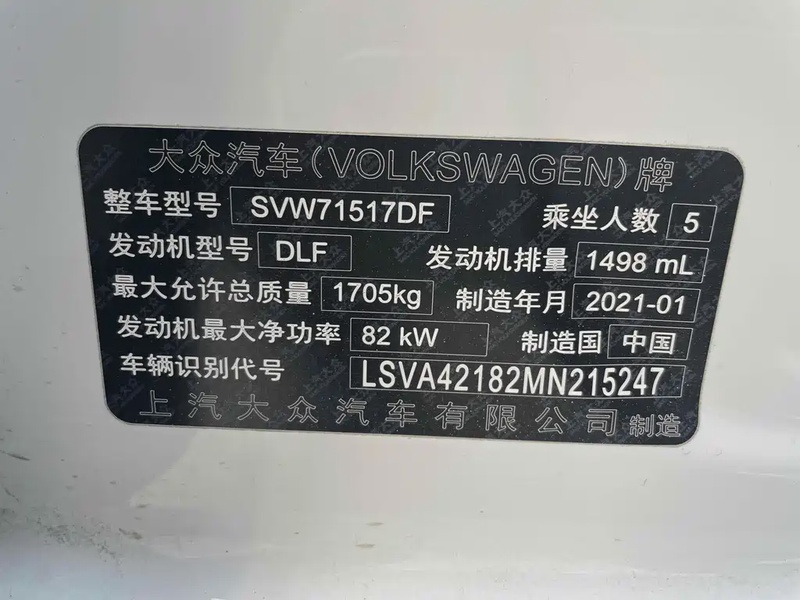 大众汽车(VOLKSWAGEN)牌
整车型号 SVW71517DF 乘坐人数 5
发动机型号 DLF 发动机排量 1498 mL
最大允许总质量 1705kg 制造年月 2021-01
发动机最大净功率 82 kW 制造国 中国
车辆识别代号 LSVA42182MN215247
上汽大众汽车有限公司 制造